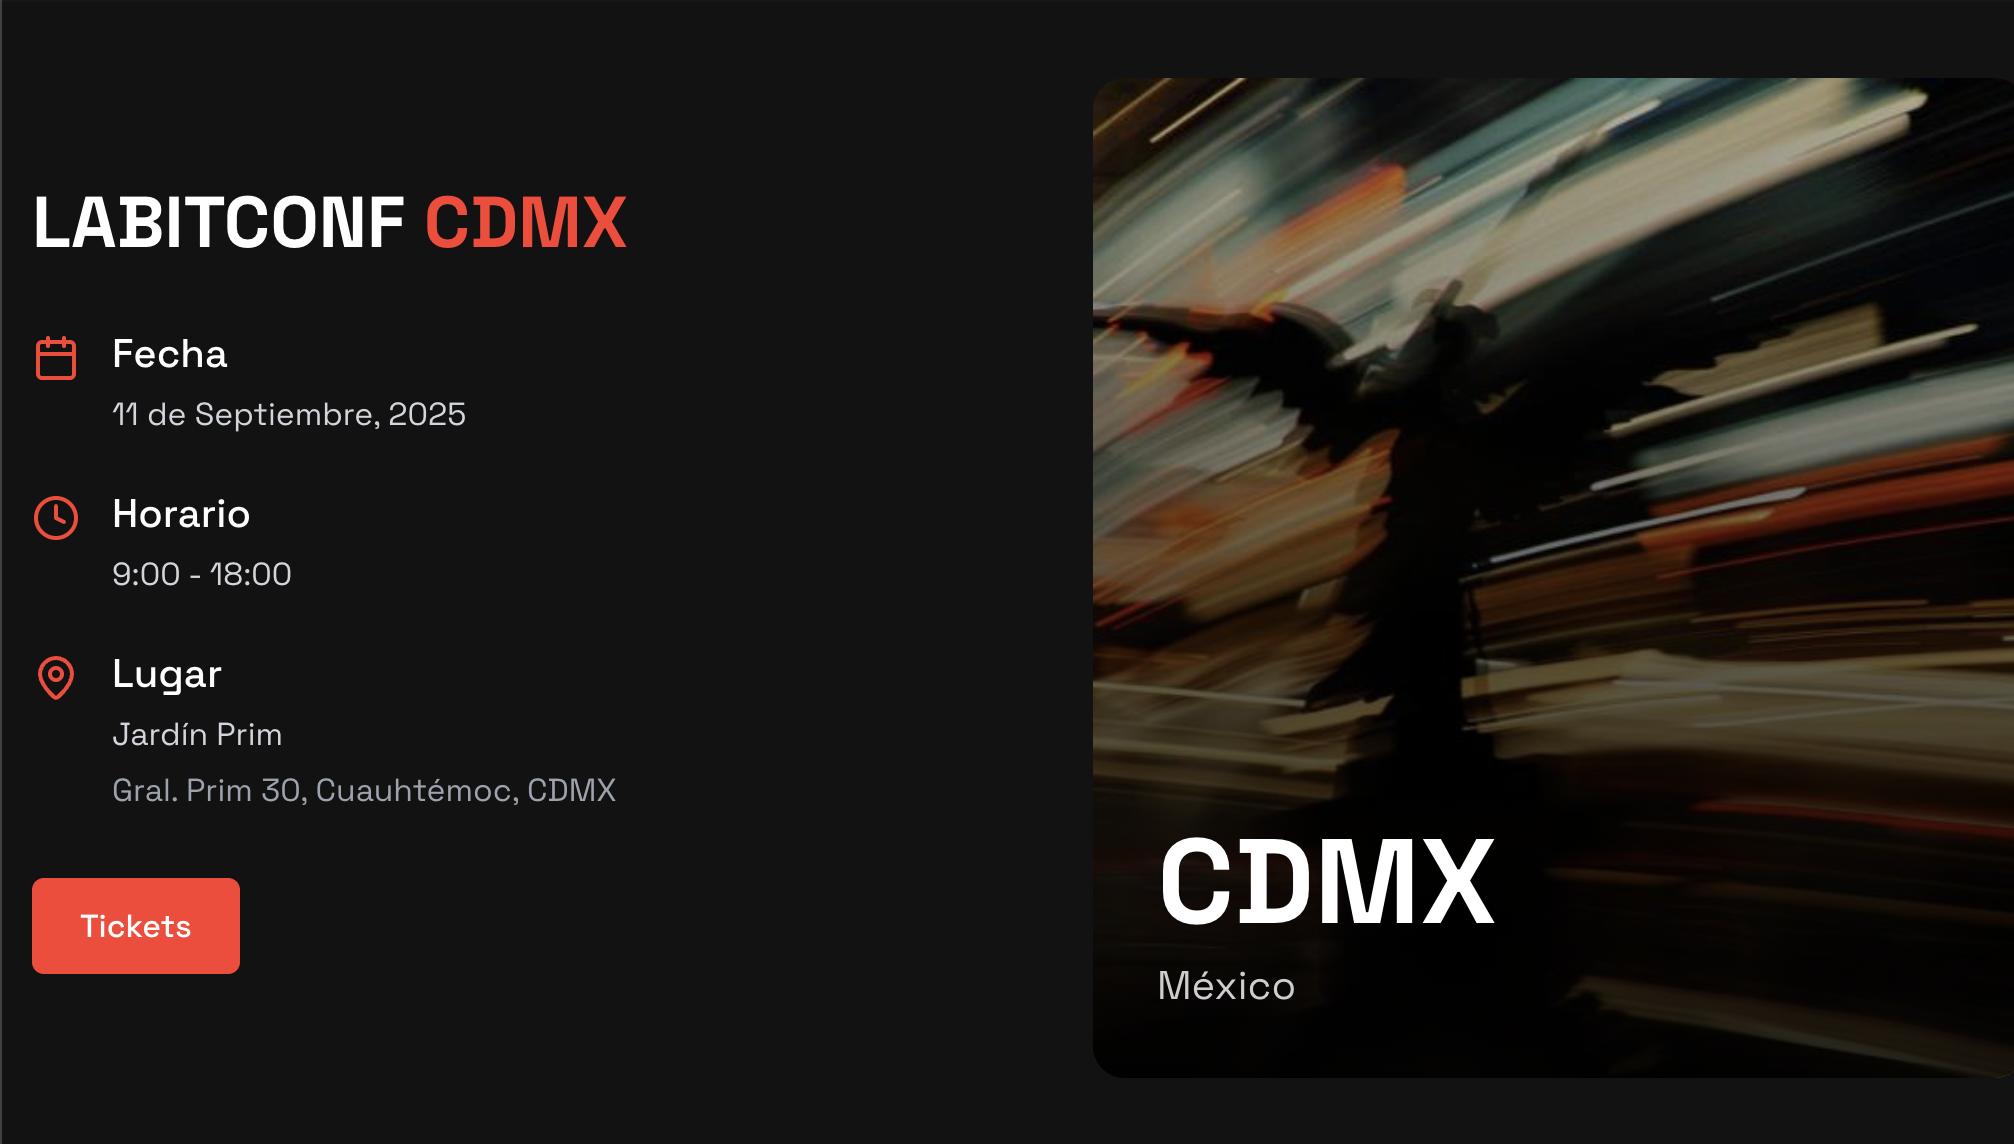 LABITCONF CDMX
Fecha
11 de Septiembre, 2025
Horario
9:00 - 18:00
Lugar
Jardín Prim
Gral. Prim 30, Cuauhtémoc, CDMX
Tickets
CDMX
México